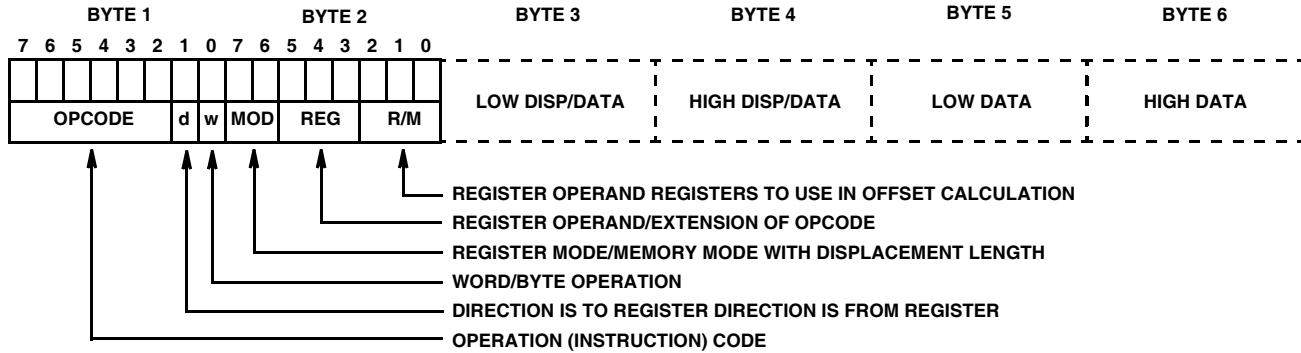 BYTE 1 BYTE 2 BYTE 3 BYTE 4 BYTE 5 BYTE 6
7 6 5 4 3 2 1 0 7 6 5 4 3 2 1 0
OPCODE d w MOD REG R/M LOW DISP/DATA HIGH DISP/DATA LOW DATA HIGH DATA
REGISTER OPERAND REGISTERS TO USE IN OFFSET CALCULATION
REGISTER OPERAND/EXTENSION OF OPCODE
REGISTER MODE/MEMORY MODE WITH DISPLACEMENT LENGTH
WORD/BYTE OPERATION
DIRECTION IS TO REGISTER DIRECTION IS FROM REGISTER
OPERATION (INSTRUCTION) CODE